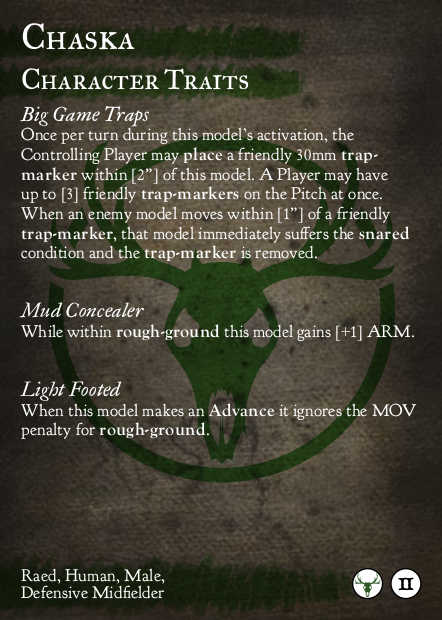 Chaska
Character Traits
Big Game Traps
Once per turn during this model's activation, the
Controlling Player may place a friendly 30mm trap-
marker within [2"] of this model. A Player may have
up to [3] friendly trap-markers on the Pitch at once.
When an enemy model moves within [1"] of a friendly
trap-marker, that model immediately suffers the snared
condition and the trap-marker is removed.
Mud Concealer
While within rough-ground this model gains [+1] ARM.
Light Footed
When this model makes an Advance it ignores the MOV
penalty for rough-ground.
Raed, Human, Male,
Defensive Midfielder
II